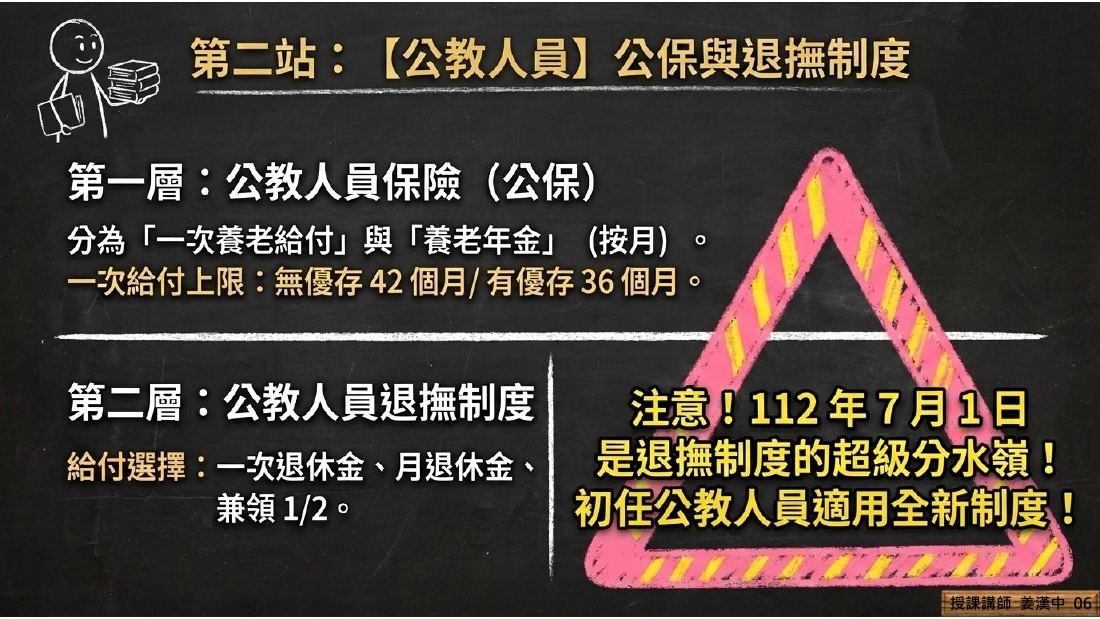 第二站：【公教人員】公保與退撫制度
第一層：公教人員保險（公保）
分為「一次養老給付」與「養老年金」（按月）。
一次給付上限：無優存 42 個月/ 有優存 36 個月。
第二層：公教人員退撫制度
給付選擇：一次退休金、月退休金、
兼領 1/2。
注意！112 年 7 月 1 日
是退撫制度的超級分水嶺！
初任公教人員適用全新制度！
授課講師 姜漢中 06